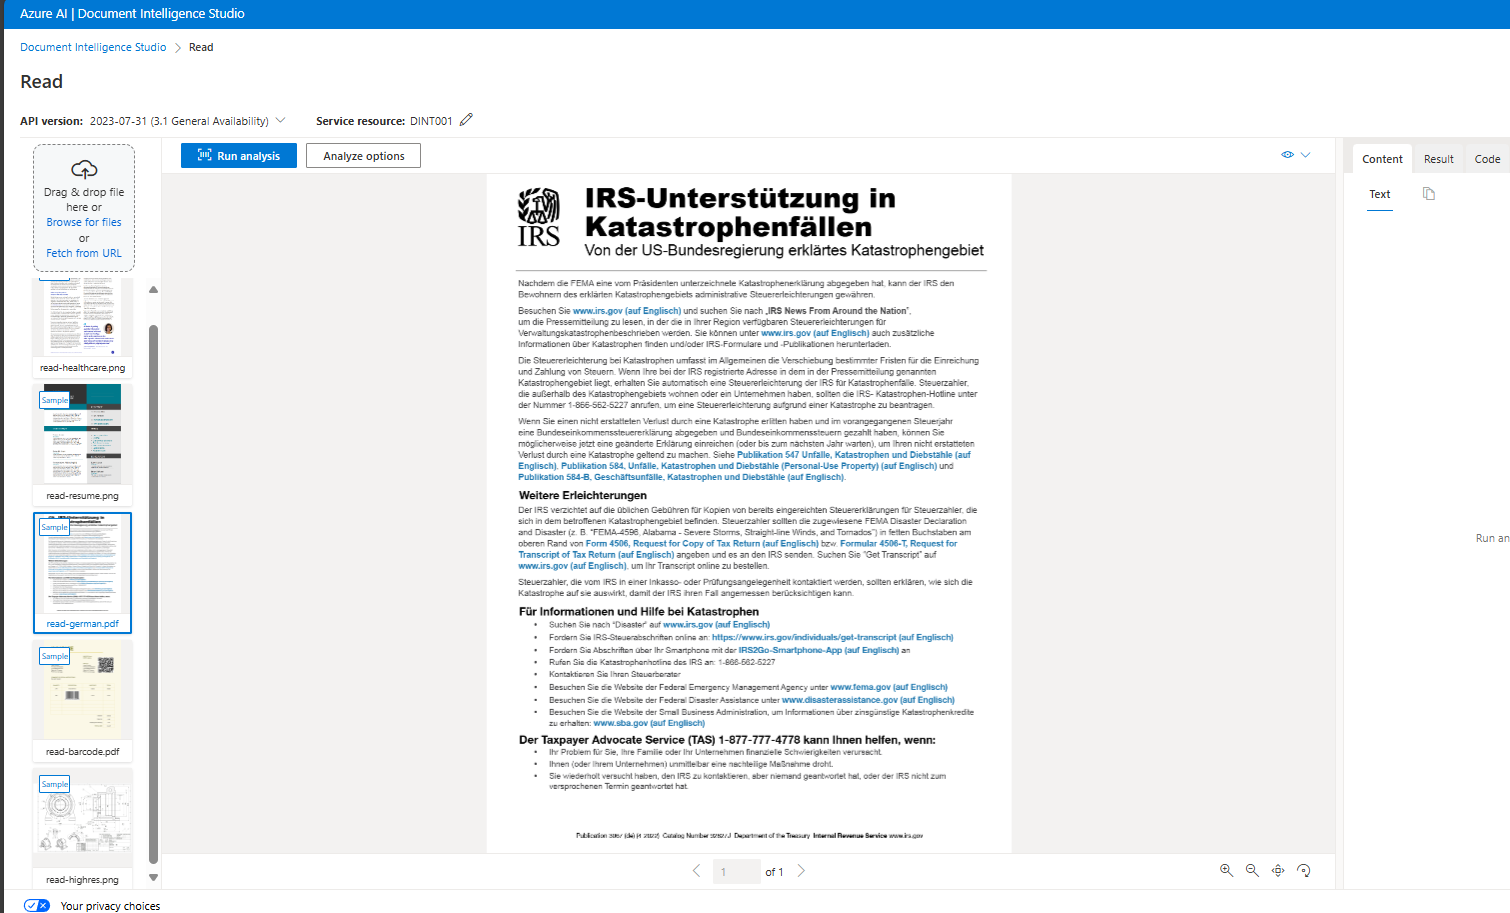 Azure AI | Document Intelligence Studio
Document Intelligence Studio > Read
Read
API version: 2023-07-31 (3.1 General Availability)
Service resource: DINT001
Drag & drop file
here or
Browse for files
or
Fetch from URL
read-healthcare.png
Sample
read-resume.png
Sample
read-german.pdf
Sample
read-barcode.pdf
Sample
read-highres.png
Run analysis
Analyze options
IRS
IRS-Unterstützung in
Katastrophenfällen
Von der US-Bundesregierung erklärtes Katastrophengebiet
Nachdem die FEMA eine vom Präsidenten unterzeichnete Katastrophenerklärung abgegeben hat, kann der IRS den
Bewohnern des erklärten Katastrophengebiets administrative Steuererleichterungen gewähren.
Besuchen Sie www.irs.gov (auf Englisch) und suchen Sie nach „IRS News From Around the Nation",
um die Pressemitteilung zu lesen, in der die in Ihrer Region verfügbaren Steuererleichterungen für
Verwaltungskatastrophenbeschrieben werden. Sie können unter www.irs.gov (auf Englisch) auch zusätzliche
Informationen über Katastrophen finden und/oder IRS-Formulare und -Publikationen herunterladen.
Die Steuererleichterung bei Katastrophen umfasst im Allgemeinen die Verschiebung bestimmter Fristen für die Einreichung
und Zahlung von Steuern. Wenn Ihre bei der IRS registrierte Adresse in dem in der Pressemitteilung genannten
Katastrophengebiet liegt, erhalten Sie automatisch eine Steuererleichterung der IRS für Katastrophenfälle. Steuerzahler,
die außerhalb des Katastrophengebiets wohnen oder ein Unternehmen haben, sollten die IRS- Katastrophen-Hotline unter
der Nummer 1-866-562-5227 anrufen, um eine Steuererleichterung aufgrund einer Katastrophe zu beantragen.
Wenn Sie einen nicht erstatteten Verlust durch eine Katastrophe erlitten haben und im vorangegangenen Steuerjahr
eine Bundeseinkommenssteuererklärung abgegeben und Bundeseinkommenssteuern gezahlt haben, können Sie
möglicherweise jetzt eine geänderte Erklärung einreichen (oder bis zum nächsten Jahr warten), um Ihren nicht erstatteten
Verlust durch eine Katastrophe geltend zu machen. Siehe Publikation 547 Unfälle, Katastrophen und Diebstähle (auf
Englisch), Publikation 584, Unfälle, Katastrophen und Diebstähle (Personal-Use Property) (auf Englisch) und
Publikation 584-B, Geschäftsunfälle, Katastrophen und Diebstähle (auf Englisch).
Weitere Erleichterungen
Der IRS verzichtet auf die üblichen Gebühren für Kopien von bereits eingereichten Steuererklärungen für Steuerzahler, die
sich in dem betroffenen Katastrophengebiet befinden. Steuerzahler sollten die zugewiesene FEMA Disaster Declaration
and Disaster (z. B. "FEMA-4596, Alabama - Severe Storms, Straight-line Winds, and Tornados") in fetten Buchstaben am
oberen Rand von Form 4506, Request for Copy of Tax Return (auf Englisch) bzw. Formular 4506-T, Request for
Transcript of Tax Return (auf Englisch) angeben und es an den IRS senden. Suchen Sie "Get Transcript" auf
www.irs.gov (auf Englisch), um Ihr Transcript online zu bestellen.
Steuerzahler, die vom IRS in einer Inkasso- oder Prüfungsangelegenheit kontaktiert werden, sollten erklären, wie sich die
Katastrophe auf sie auswirkt, damit der IRS ihren Fall angemessen berücksichtigen kann.
Für Informationen und Hilfe bei Katastrophen
• Suchen Sie nach "Disaster" auf www.irs.gov (auf Englisch)
• Fordern Sie IRS-Steuerabschriften online an: https://www.irs.gov/individuals/get-transcript (auf Englisch)
• Fordern Sie Abschriften über Ihr Smartphone mit der IRS2Go-Smartphone-App (auf Englisch) an
• Rufen Sie die Katastrophenhotline des IRS an: 1-866-562-5227
• Kontaktieren Sie Ihren Steuerberater
• Besuchen Sie die Website der Federal Emergency Management Agency unter www.fema.gov (auf Englisch)
• Besuchen Sie die Website der Federal Disaster Assistance unter www.disasterassistance.gov (auf Englisch)
• Besuchen Sie die Website der Small Business Administration, um Informationen über zinsgünstige Katastrophenkredite
zu erhalten: www.sba.gov (auf Englisch)
Der Taxpayer Advocate Service (TAS) 1-877-777-4778 kann Ihnen helfen, wenn:
• Ihr Problem für Sie, Ihre Familie oder Ihr Unternehmen finanzielle Schwierigkeiten verursacht.
• Ihnen (oder Ihrem Unternehmen) unmittelbar eine nachteilige Maßnahme droht.
• Sie wiederholt versucht haben, den IRS zu kontaktieren, aber niemand geantwortet hat, oder der IRS nicht zum
versprochenen Termin geantwortet hat.
Publication 3067 (de) (4 2022) Catalog Number 92627J Department of the Treasury Internal Revenue Service www.irs.gov
1 of 1
Content
Result
Code
Text
Run an
Your privacy choices